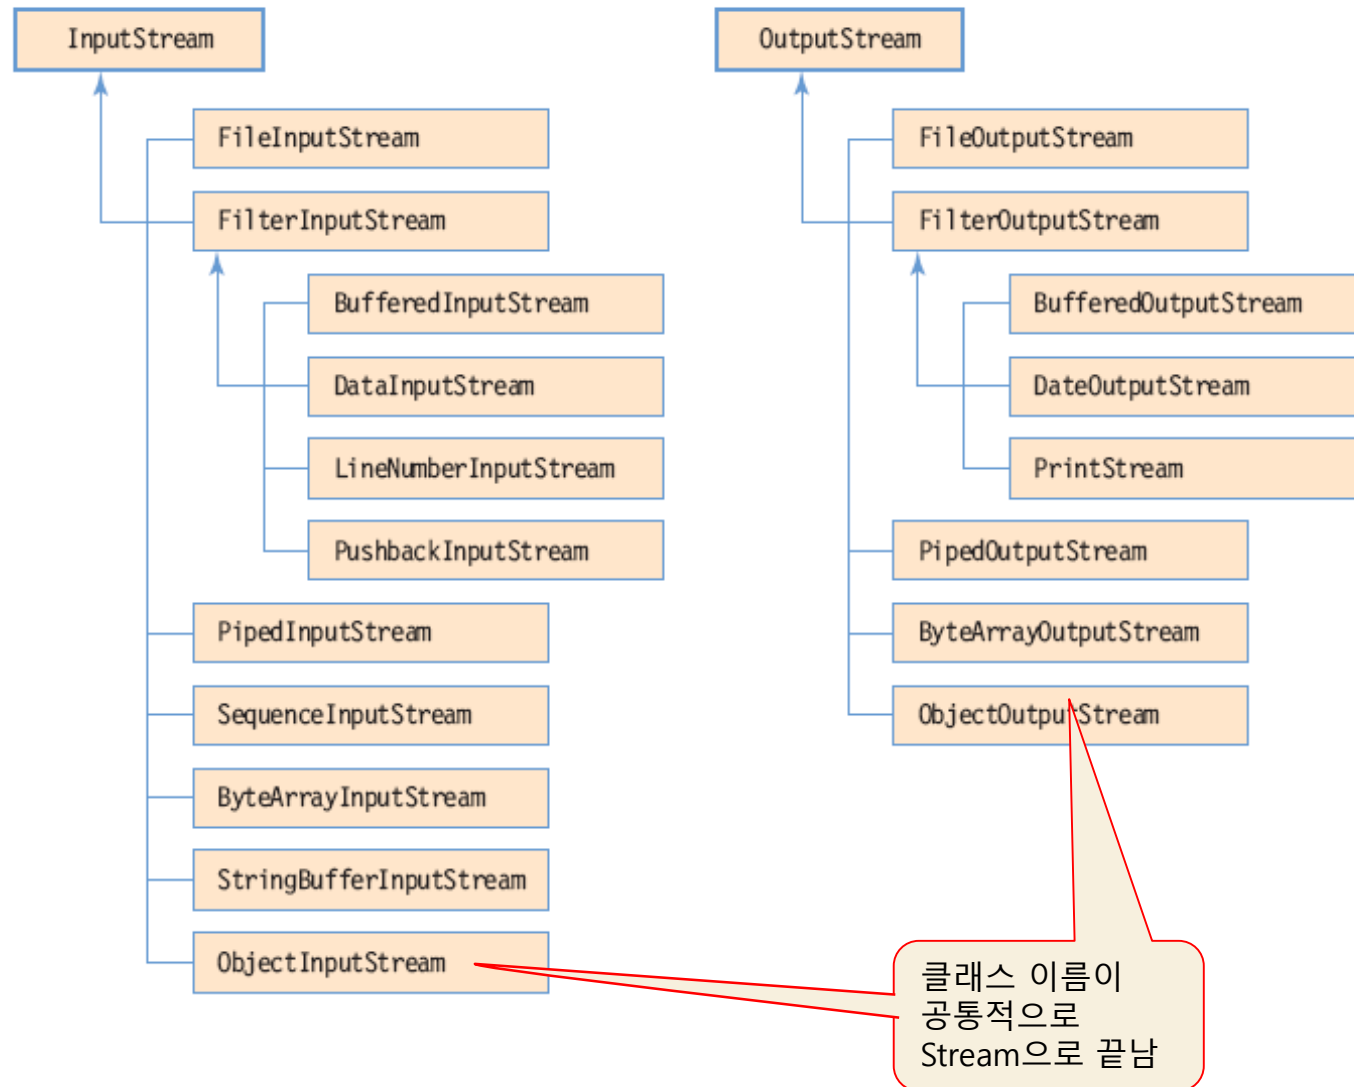 InputStream
FileInputStream
FilterInputStream
BufferedInputStream
DataInputStream
LineNumberInputStream
PushbackInputStream
PipedInputStream
SequenceInputStream
ByteArrayInputStream
StringBufferInputStream
ObjectInputStream
OutputStream
FileOutputStream
FilterOutputStream
BufferedOutputStream
DateOutputStream
PrintStream
PipedOutputStream
ByteArrayOutputStream
ObjectOutputStream
클래스 이름이
공통적으로
Stream으로 끝남